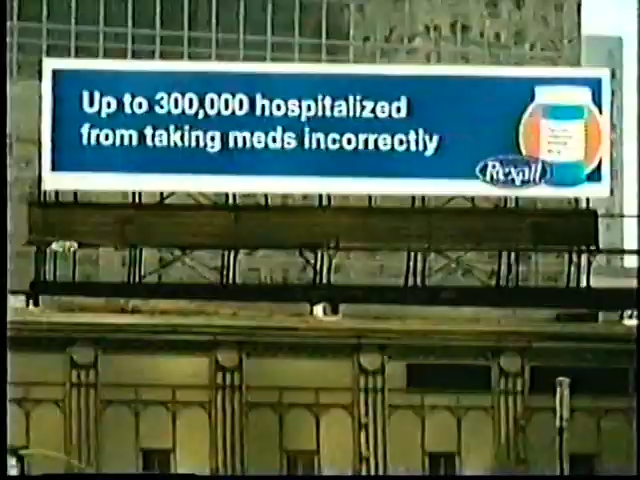 Up to 300,000 hospitalized
from taking meds incorrectly
Rexall